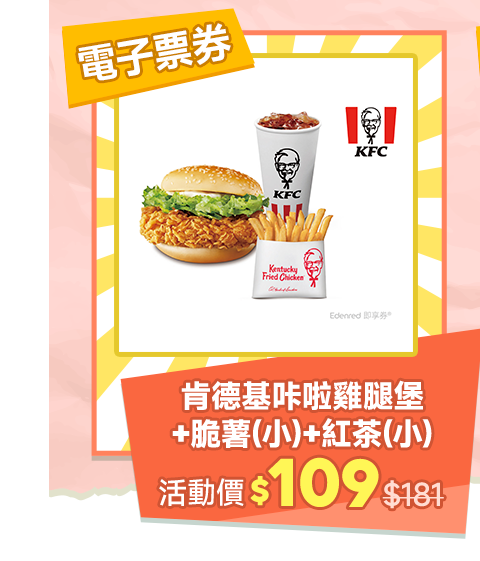 電子票券
KFC
KFC
Kentucky
Fried Chicken
Edenred 即享券®
肯德基咔啦雞腿堡
+脆薯(小)+紅茶(小)
活動價 $109 $181